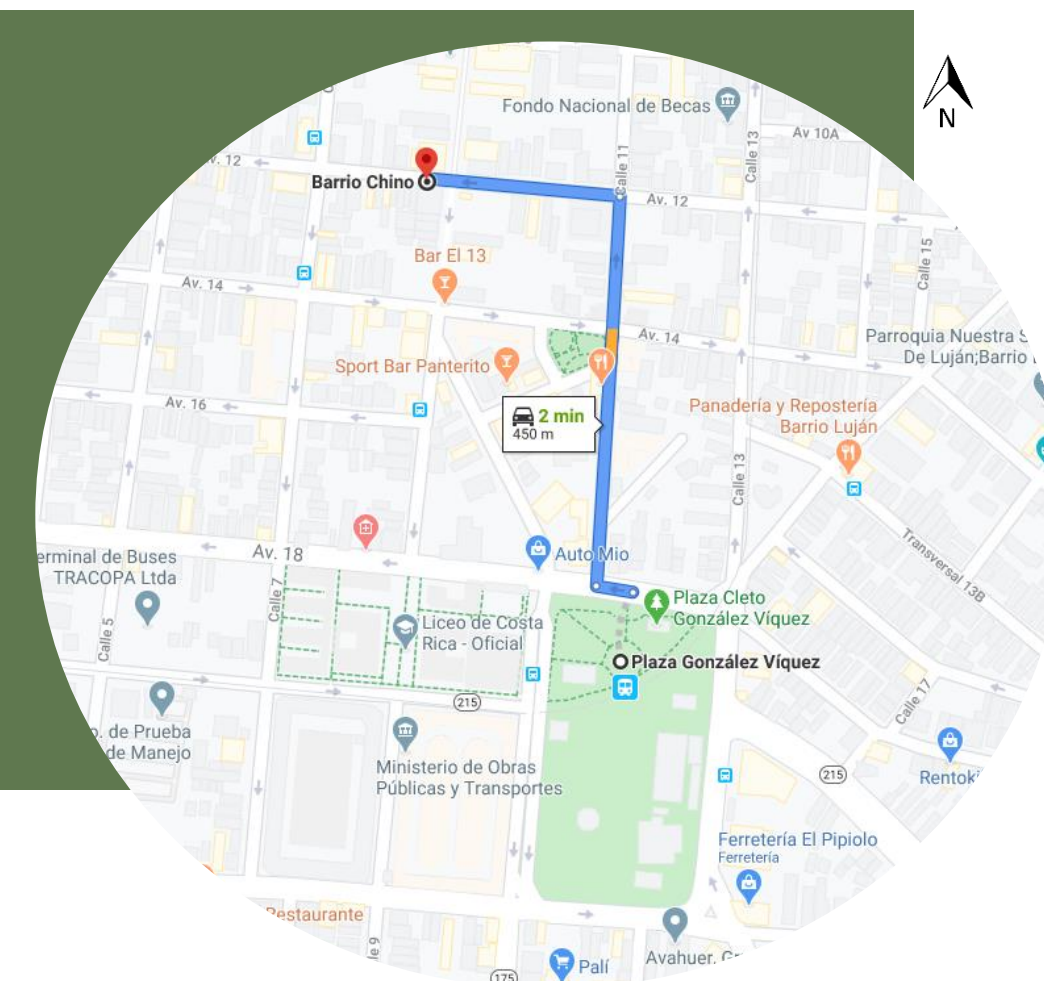 N
Fondo Nacional de Becas
Av 10A
Calle 13
Calle 11
v. 12
Barrio Chino
Av. 12
Calle 15
Bar El 13
Av. 14
Av. 14
Parroquia Nuestra S
De Luján;Barrio
Sport Bar Panterito
Av. 16
2 min
450 m
Panadería y Repostería
Barrio Luján
Calle 13
Av. 18
Auto Mio
Transversal 13B
erminal de Buses
TRACOPA Ltda
Calle 7
Plaza Cleto
González Víquez
Liceo de Costa
Rica - Oficial
Calle 5
Plaza González Víquez
215
Calle 17
o. de Prueba
de Manejo
Ministerio de Obras
Públicas y Transportes
215
Rentoki
Ferretería El Pipiolo
Ferretería
Restaurante
le 9
Avahuer, G
Palí
175